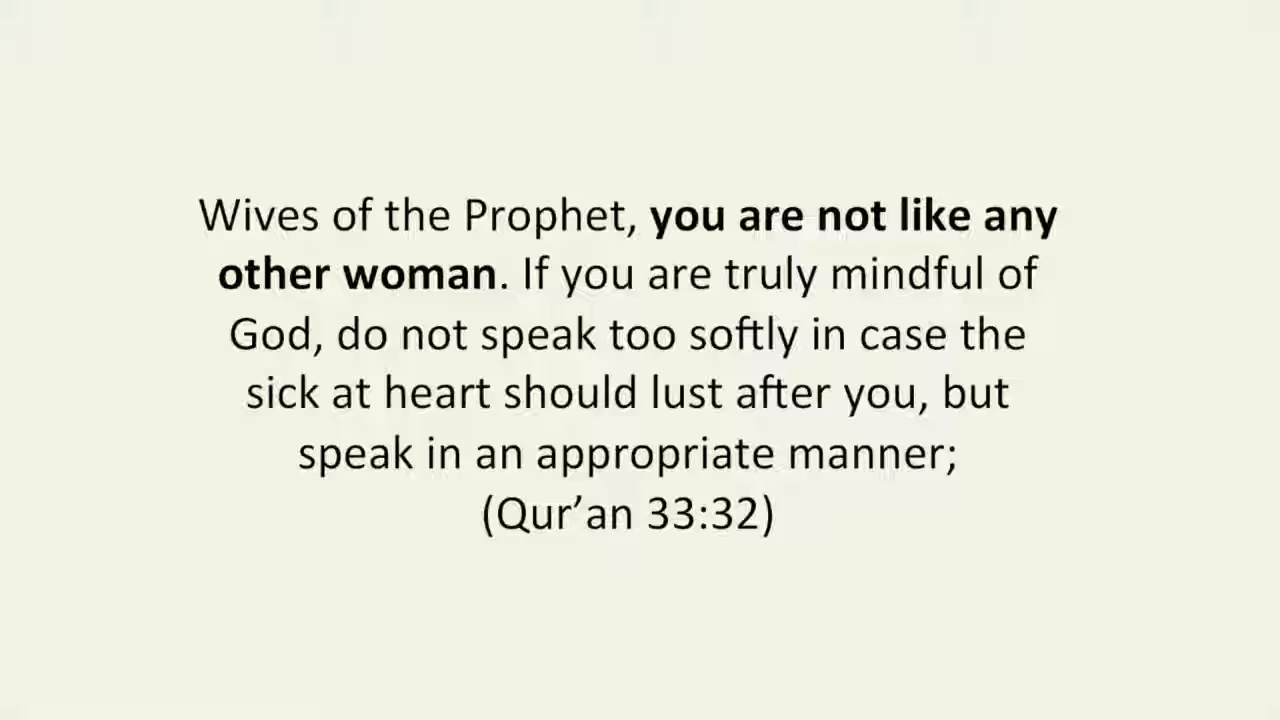 Wives of the Prophet, you are not like any
other woman. If you are truly mindful of
God, do not speak too softly in case the
sick at heart should lust after you, but
speak in an appropriate manner;
(Qur’an 33:32)